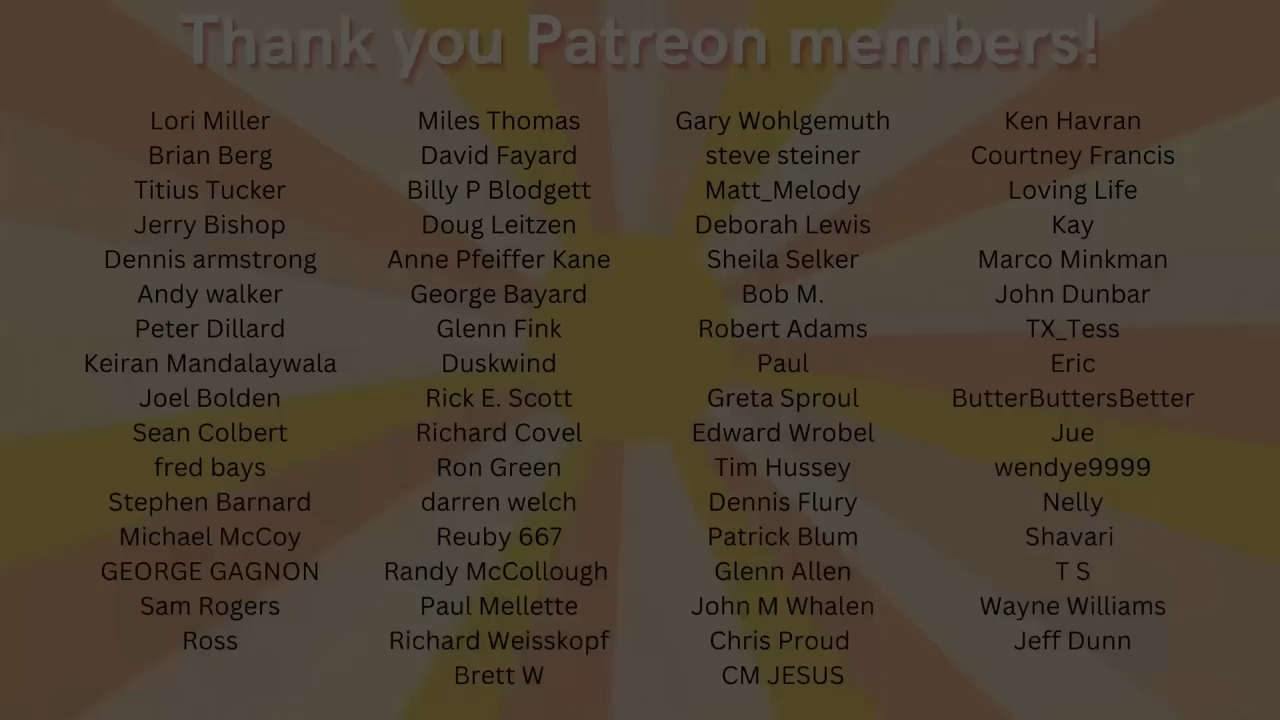 Thank you Patreon members!
Lori Miller
Brian Berg
Titius Tucker
Jerry Bishop
Dennis armstrong
Andy walker
Peter Dillard
Keiran Mandalaywala
Joel Bolden
Sean Colbert
fred bays
Stephen Barnard
Michael McCoy
GEORGE GAGNON
Sam Rogers
Ross
Miles Thomas
David Fayard
Billy P Blodgett
Doug Leitzen
Anne Pfeiffer Kane
George Bayard
Glenn Fink
Duskwind
Rick E. Scott
Richard Covel
Ron Green
darren welch
Reuby 667
Randy McCollough
Paul Mellette
Richard Weisskopf
Brett W
Gary Wohlgemuth
steve steiner
Matt_Melody
Deborah Lewis
Sheila Selker
Bob M.
Robert Adams
Paul
Greta Sproul
Edward Wrobel
Tim Hussey
Dennis Flury
Patrick Blum
Glenn Allen
John M Whalen
Chris Proud
CM JESUS
Ken Havran
Courtney Francis
Loving Life
Kay
Marco Minkman
John Dunbar
TX_Tess
Eric
ButterButtersBetter
Jue
wendye9999
Nelly
Shavari
T S
Wayne Williams
Jeff Dunn